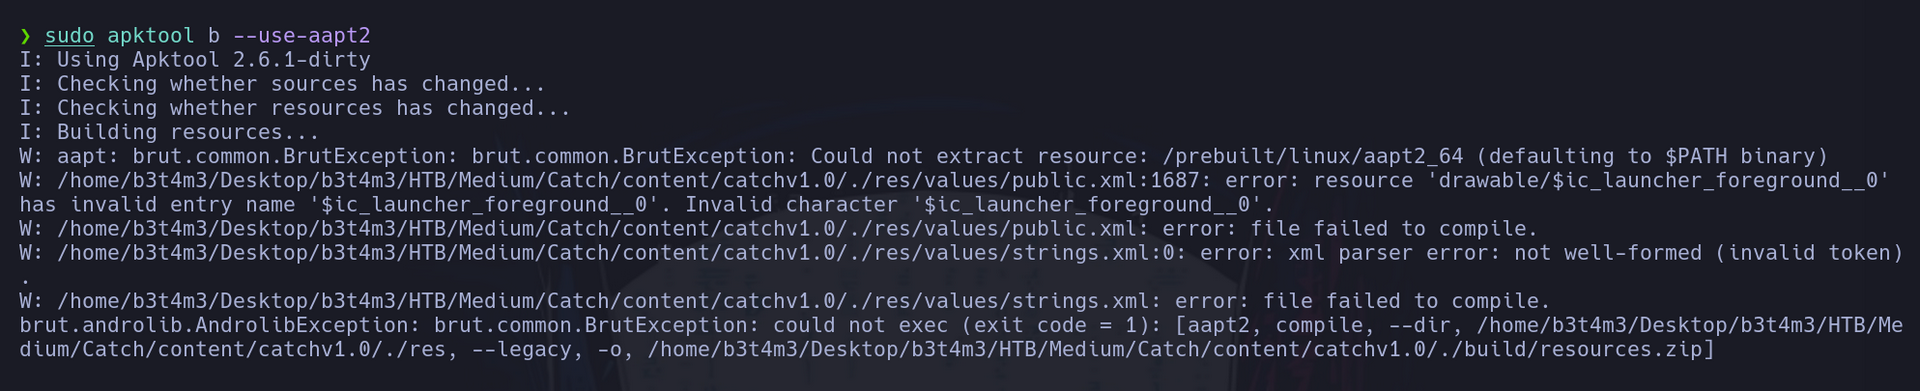 ❯ sudo apktool b --use-aapt2
I: Using Apktool 2.6.1-dirty
I: Checking whether sources has changed...
I: Checking whether resources has changed...
I: Building resources...
W: aapt: brut.common.BrutException: brut.common.BrutException: Could not extract resource: /prebuilt/linux/aapt2_64 (defaulting to $PATH binary)
W: /home/b3t4m3/Desktop/b3t4m3/HTB/Medium/Catch/content/catchv1.0/./res/values/public.xml:1687: error: resource 'drawable/$ic_launcher_foreground__0'
has invalid entry name '$ic_launcher_foreground__0'. Invalid character '$ic_launcher_foreground__0'.
W: /home/b3t4m3/Desktop/b3t4m3/HTB/Medium/Catch/content/catchv1.0/./res/values/public.xml: error: file failed to compile.
W: /home/b3t4m3/Desktop/b3t4m3/HTB/Medium/Catch/content/catchv1.0/./res/values/strings.xml:0: error: xml parser error: not well-formed (invalid token)
.
W: /home/b3t4m3/Desktop/b3t4m3/HTB/Medium/Catch/content/catchv1.0/./res/values/strings.xml: error: file failed to compile.
brut.androlib.AndrolibException: brut.common.BrutException: could not exec (exit code = 1): [aapt2, compile, --dir, /home/b3t4m3/Desktop/b3t4m3/HTB/Me
dium/Catch/content/catchv1.0/./res, --legacy, -o, /home/b3t4m3/Desktop/b3t4m3/HTB/Medium/Catch/content/catchv1.0/./build/resources.zip]